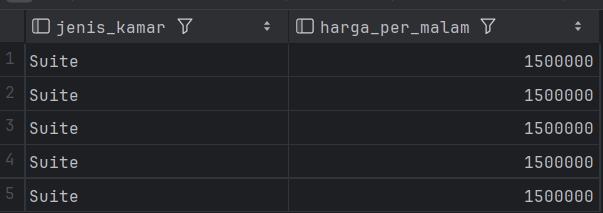 jenis_kamar harga_per_malam
1 Suite 1500000
2 Suite 1500000
3 Suite 1500000
4 Suite 1500000
5 Suite 1500000